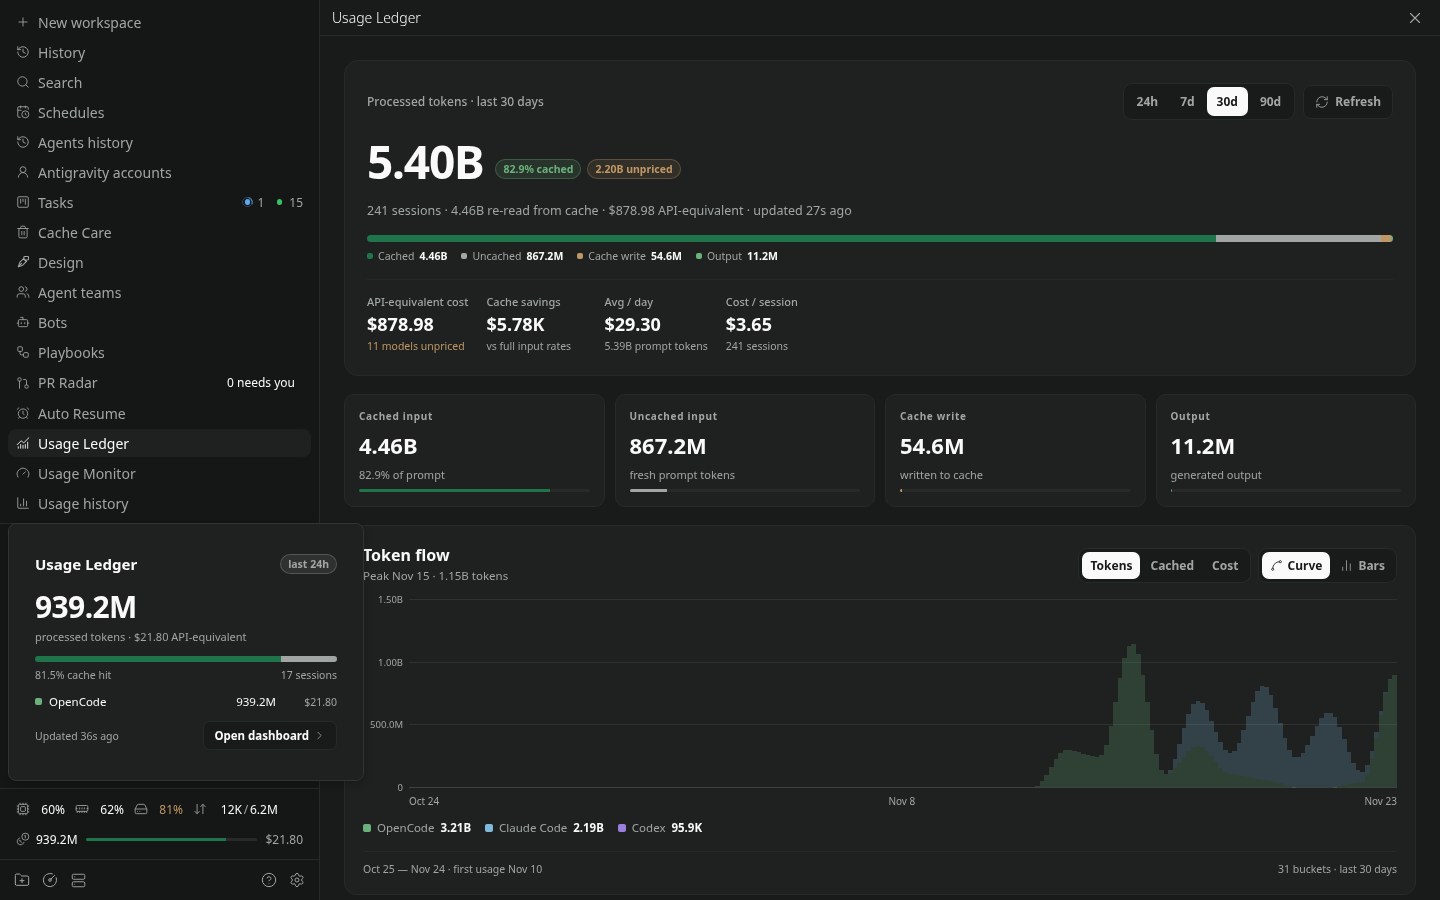 New workspace
History
Search
Schedules
Agents history
Antigravity accounts
Tasks 1 15
Cache Care
Design
Agent teams
Bots
Playbooks
PR Radar 0 needs you
Auto Resume
Usage Ledger
Usage Monitor
Usage history
Usage Ledger last 24h
939.2M
processed tokens · $21.80 API-equivalent
81.5% cache hit 17 sessions
OpenCode 939.2M $21.80
Updated 36s ago Open dashboard
60% 62% 81% 12K/6.2M
939.2M $21.80
Usage Ledger
Processed tokens · last 30 days 24h 7d 30d 90d Refresh
5.40B 82.9% cached 2.20B unpriced
241 sessions · 4.46B re-read from cache · $878.98 API-equivalent · updated 27s ago
Cached 4.46B Uncached 867.2M Cache write 54.6M Output 11.2M
API-equivalent cost Cache savings Avg / day Cost / session
$878.98 $5.78K $29.30 $3.65
11 models unpriced vs full input rates 5.39B prompt tokens 241 sessions
Cached input
4.46B
82.9% of prompt
Uncached input
867.2M
fresh prompt tokens
Cache write
54.6M
written to cache
Output
11.2M
generated output
Token flow Tokens Cached Cost Curve Bars
Peak Nov 15 · 1.15B tokens
1.50B
1.00B
500.0M
0
Oct 24 Nov 8 Nov 23
OpenCode 3.21B Claude Code 2.19B Codex 95.9K
Oct 25 — Nov 24 · first usage Nov 10 31 buckets · last 30 days